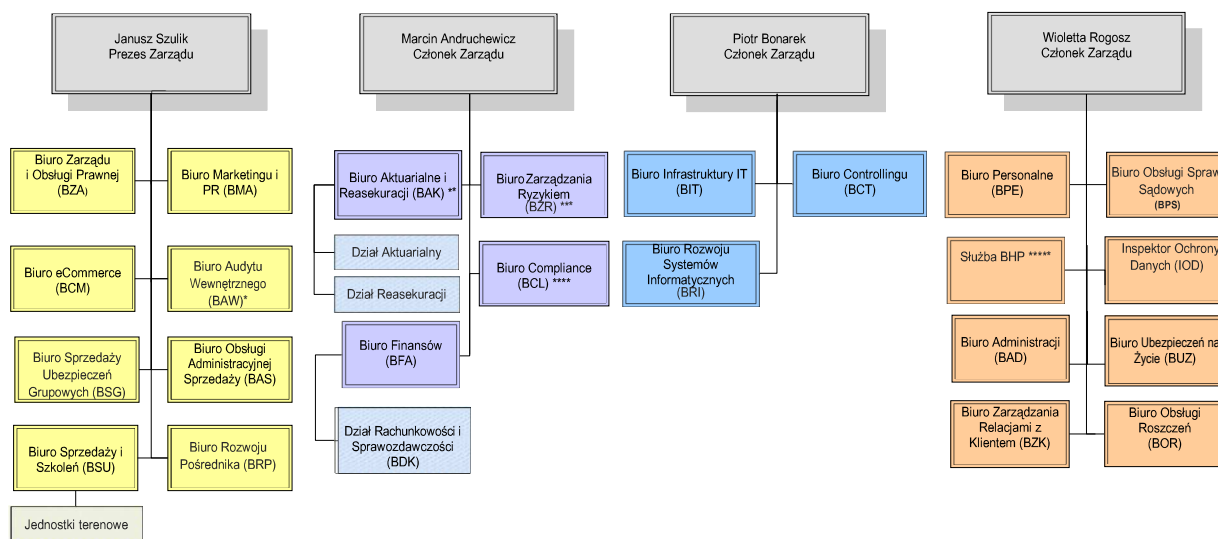 Janusz Szulik
Prezes Zarządu
Marcin Andruchewicz
Członek Zarządu
Piotr Bonarek
Członek Zarządu
Wioletta Rogosz
Członek Zarządu
Biuro Zarządu
i Obsługi Prawnej
(BZA)
Biuro Marketingu i
PR (BMA)
Biuro eCommerce
(BCM)
Biuro Audytu
Wewnętrznego
(BAW)*
Biuro Sprzedaży
Ubezpieczeń
Grupowych (BSG)
Biuro Obsługi
Administracyjnej
Sprzedaży (BAS)
Biuro Sprzedaży i
Szkoleń (BSU)
Biuro Rozwoju
Pośrednika (BRP)
Jednostki terenowe
Biuro Aktuarialne i
Reasekuracji (BAK) **
Biuro Zarządzania
Ryzykiem
(BZR) ***
Dział Aktuarialny
Dział Reasekuracji
Biuro Compliance
(BCL) ****
Biuro Finansów
(BFA)
Dział Rachunkowości i
Sprawozdawczości
(BDK)
Biuro Infrastruktury IT
(BIT)
Biuro Controllingu
(BCT)
Biuro Rozwoju
Systemów
Informatycznych
(BRI)
Biuro Personalne
(BPE)
Biuro Obsługi Spraw
Sądowych
(BPS)
Służba BHP *****
Inspektor Ochrony
Danych (IOD)
Biuro Administracji
(BAD)
Biuro Ubezpieczeń na
Życie (BUZ)
Biuro Zarządzania
Relacjami z
Klientem (BZK)
Biuro Obsługi
Roszczeń
(BOR)